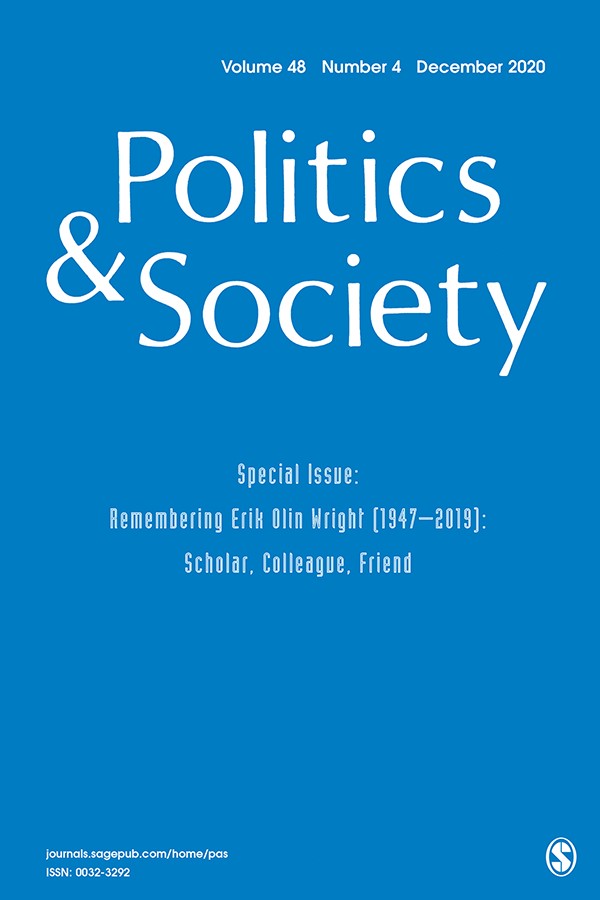 Volume 48 Number 4 December 2020
Politics
& Society
Special Issue:
Remembering Erik Olin Wright (1947—2019):
Scholar, Colleague, Friend
journals.sagepub.com/home/pas
ISSN: 0032-3292
S